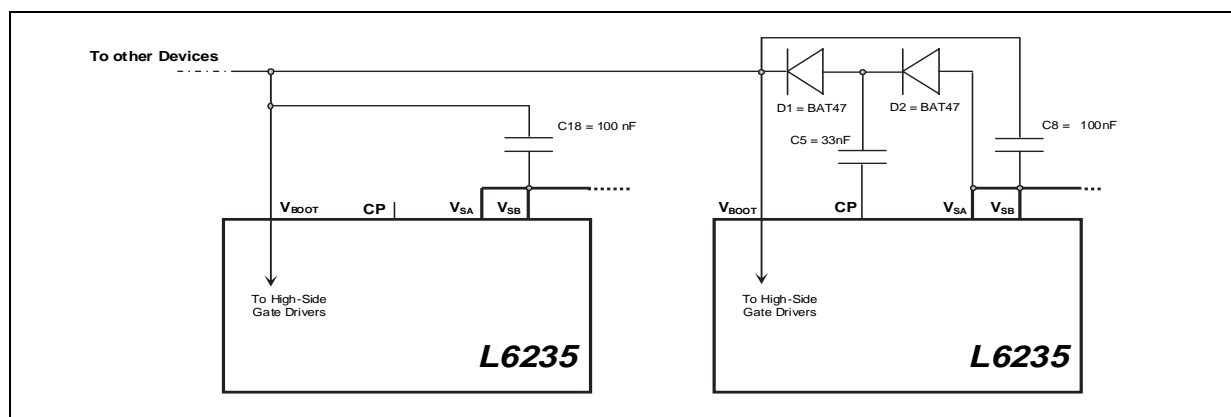 To other Devices
D1 = BAT47
D2 = BAT47
C18 = 100 nF
C5 = 33nF
C8 = 100nF
VBOOT CP VSA VSB
VBOOT CP VSA VSB
To High-Side
Gate Drivers
To High-Side
Gate Drivers
L6235
L6235